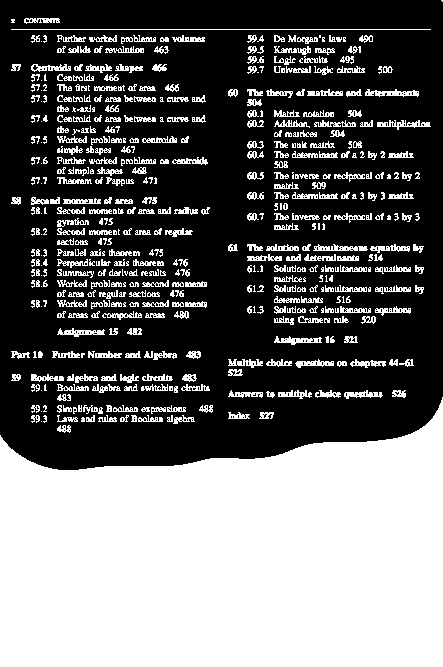 x CONTENTS
56.3 Further worked problems on volumes
of solids of revolution 463
57 Centroids of simple shapes 466
57.1 Centroids 466
57.2 The first moment of area 466
57.3 Centroid of area between a curve and
the x-axis 466
57.4 Centroid of area between a curve and
the y-axis 467
57.5 Worked problems on centroids of
simple shapes 467
57.6 Further worked problems on centroids
of simple shapes 468
57.7 Theorem of Pappus 471
58 Second moments of area 475
58.1 Second moments of area and radius of
gyration 475
58.2 Second moment of area of regular
sections 475
58.3 Parallel axis theorem 475
58.4 Perpendicular axis theorem 476
58.5 Summary of derived results 476
58.6 Worked problems on second moments
of area of regular sections 476
58.7 Worked problems on second moments
of areas of composite areas 480
Assignment 15 482
Part 10 Further Number and Algebra 483
59 Boolean algebra and logic circuits 483
59.1 Boolean algebra and switching circuits
483
59.2 Simplifying Boolean expressions 488
59.3 Laws and rules of Boolean algebra
488
59.4 De Morgan's laws 490
59.5 Karnaugh maps 491
59.6 Logic circuits 495
59.7 Universal logic circuits 500
60 The theory of matrices and determinants
504
60.1 Matrix notation 504
60.2 Addition, subtraction and multiplication
of matrices 504
60.3 The unit matrix 508
60.4 The determinant of a 2 by 2 matrix
508
60.5 The inverse or reciprocal of a 2 by 2
matrix 509
60.6 The determinant of a 3 by 3 matrix
510
60.7 The inverse or reciprocal of a 3 by 3
matrix 511
61 The solution of simultaneous equations by
matrices and determinants 514
61.1 Solution of simultaneous equations by
matrices 514
61.2 Solution of simultaneous equations by
determinants 516
61.3 Solution of simultaneous equations
using Cramers rule 520
Assignment 16 521
Multiple choice questions on chapters 44–61
522
Answers to multiple choice questions 526
Index 527